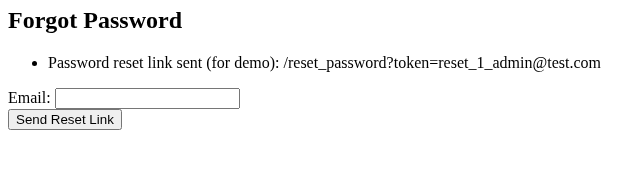 Forgot Password
Password reset link sent (for demo): /reset_password?token=reset_1_admin@test.com
Email:
Send Reset Link